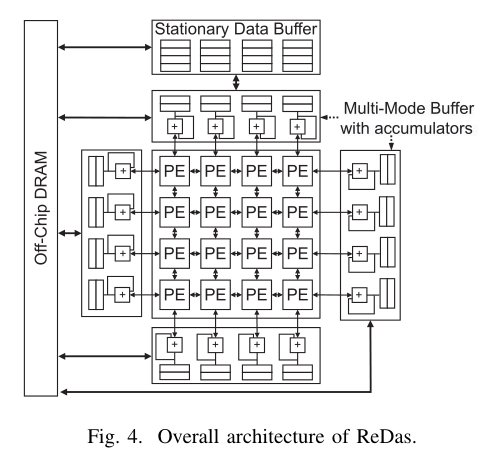 Stationary Data Buffer
Off-Chip DRAM
+ + + +
Multi-Mode Buffer
with accumulators
+ PE PE PE PE +
+ PE PE PE PE +
+ PE PE PE PE +
+ PE PE PE PE +
+ + + +
Fig. 4. Overall architecture of ReDas.